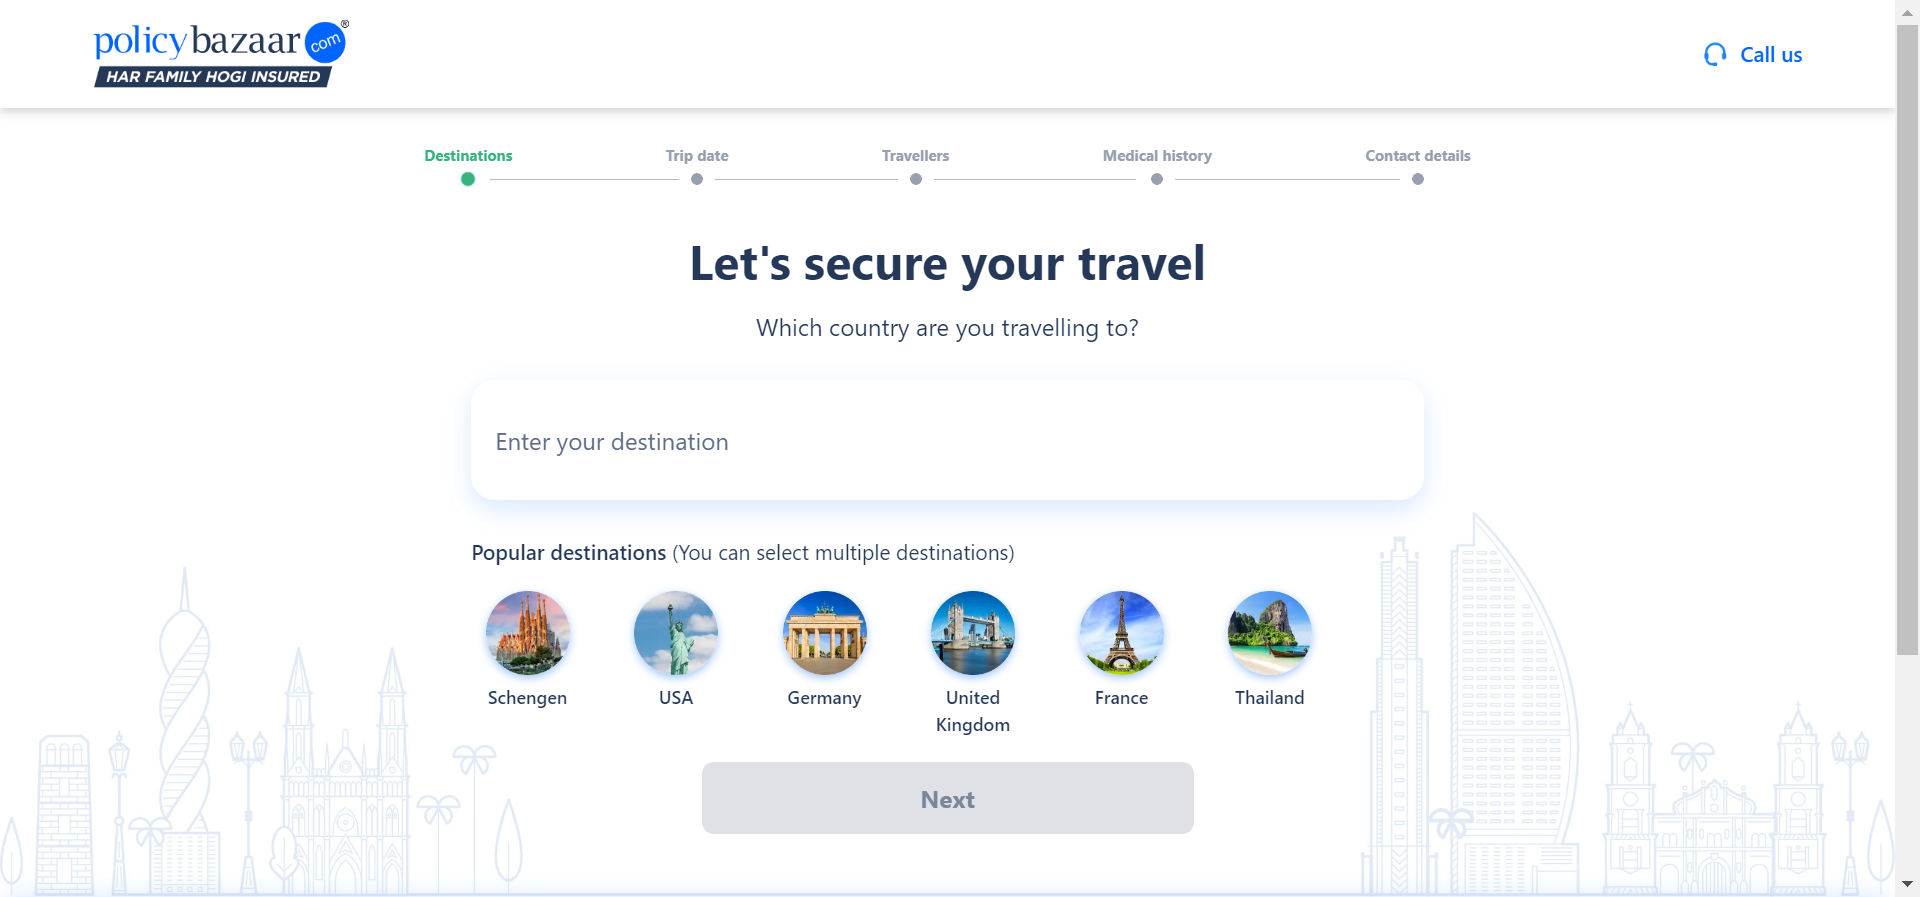 policybazaar com®
HAR FAMILY HOGI INSURED
Call us
Destinations
Trip date
Travellers
Medical history
Contact details
Let's secure your travel
Which country are you travelling to?
Enter your destination
Popular destinations (You can select multiple destinations)
Schengen
USA
Germany
United
Kingdom
France
Thailand
Next